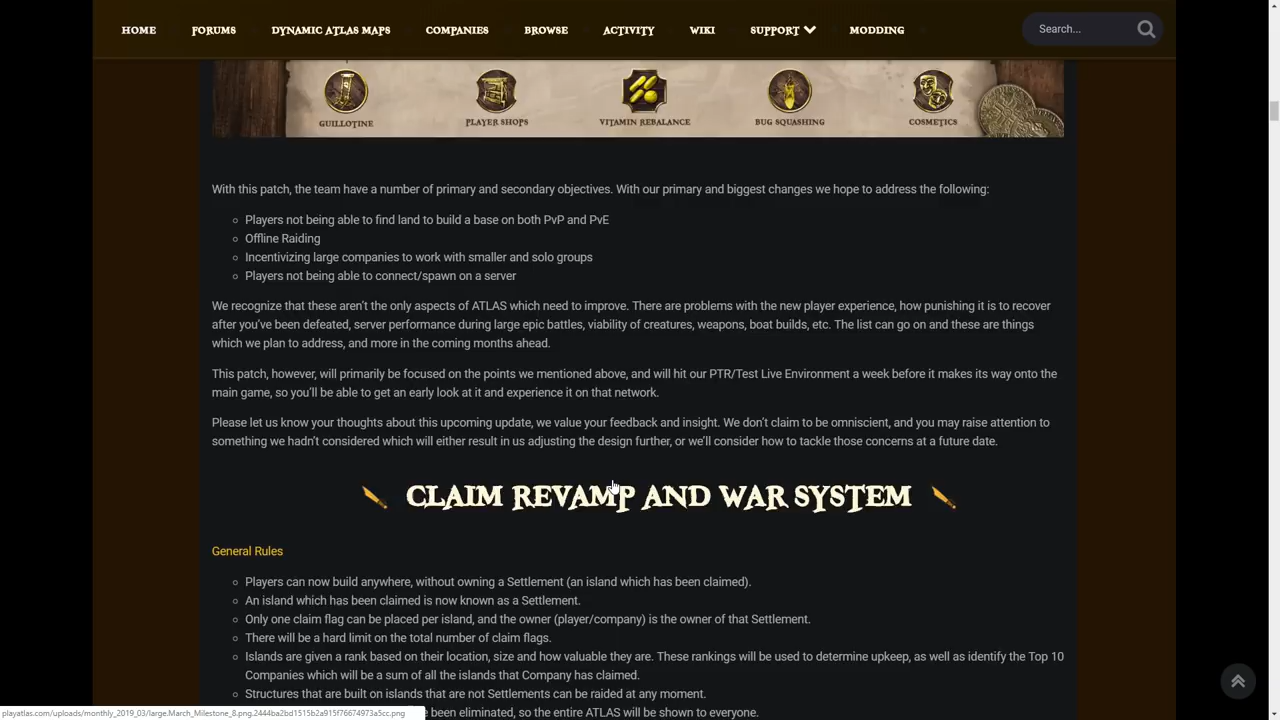 HOME FORUMS DYNAMIC ATLAS MAPS COMPANIES BROWSE ACTIVITY WIKI SUPPORT MODDING Search...
GUILLOTINE PLAYER SHOPS VITAMIN REBALANCE BUG SQUASHING COSMETICS
With this patch, the team have a number of primary and secondary objectives. With our primary and biggest changes we hope to address the following:
Players not being able to find land to build a base on both PvP and PvE
Offline Raiding
Incentivizing large companies to work with smaller and solo groups
Players not being able to connect/spawn on a server
We recognize that these aren't the only aspects of ATLAS which need to improve. There are problems with the new player experience, how punishing it is to recover
after you've been defeated, server performance during large epic battles, viability of creatures, weapons, boat builds, etc. The list can go on and these are things
which we plan to address, and more in the coming months ahead.
This patch, however, will primarily be focused on the points we mentioned above, and will hit our PTR/Test Live Environment a week before it makes its way onto the
main game, so you'll be able to get an early look at it and experience it on that network.
Please let us know your thoughts about this upcoming update, we value your feedback and insight. We don't claim to be omniscient, and you may raise attention to
something we hadn't considered which will either result in us adjusting the design further, or we'll consider how to tackle those concerns at a future date.
CLAIM REVAMP AND WAR SYSTEM
General Rules
Players can now build anywhere, without owning a Settlement (an island which has been claimed).
An island which has been claimed is now known as a Settlement.
Only one claim flag can be placed per island, and the owner (player/company) is the owner of that Settlement.
There will be a hard limit on the total number of claim flags.
Islands are given a rank based on their location, size and how valuable they are. These rankings will be used to determine upkeep, as well as identify the Top 10
Companies which will be a sum of all the islands that Company has claimed.
Structures that are built on islands that are not Settlements can be raided at any moment.
playatlas.com/uploads/monthly_2019_03/large.March_Milestone_8.png.2444ba2bd1515b2a915f76674973a5cc.png been eliminated, so the entire ATLAS will be shown to everyone.